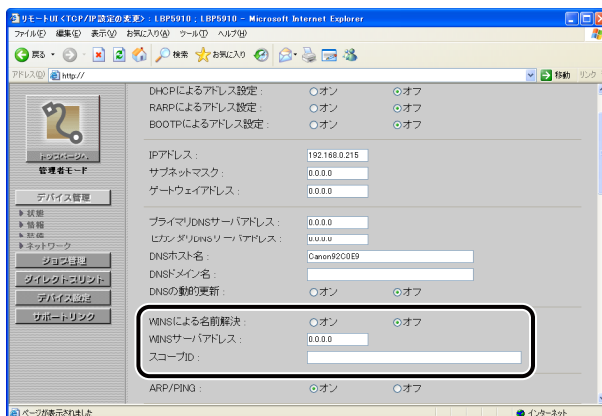 リモートUI <TCP/IP設定の変更> : LBP5910 ; LBP5910 - Microsoft Internet Explorer
ファイル(F) 編集(E) 表示(V) お気に入り(A) ツール(T) ヘルプ(H)
戻る 検索 お気に入り
アドレス(D) http:// 移動 リンク
DHCPによるアドレス設定 : オン オフ
RARPによるアドレス設定 : オン オフ
BOOTPによるアドレス設定 : オン オフ
トップページへ
管理者モード
IPアドレス : 192.168.0.215
サブネットマスク : 0.0.0.0
ゲートウェイアドレス : 0.0.0.0
デバイス管理
状態
情報
ネットワーク
ジョブ管理
ダイレクトプリント
デバイス設定
サポートリンク
プライマリDNSサーバアドレス : 0.0.0.0
セカンダリDNSサーバアドレス : 0.0.0.0
DNSホスト名 : Canon92C0E9
DNSドメイン名 :
DNSの動的更新 : オン オフ
WINSによる名前解決 : オン オフ
WINSサーバアドレス : 0.0.0.0
スコープID :
ARP/PING : オン オフ
ページが表示されました インターネット